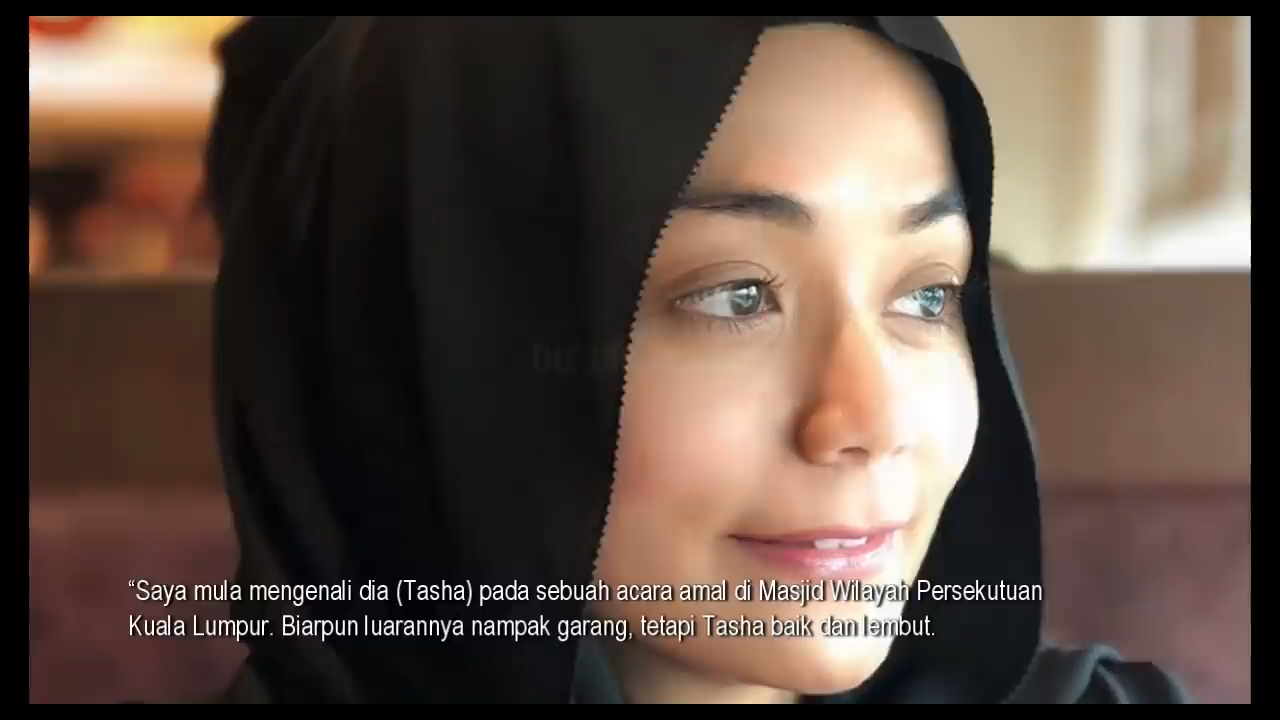 “Saya mula mengenali dia (Tasha) pada sebuah acara amal di Masjid Wilayah Persekutuan
Kuala Lumpur. Biarpun luarannya nampak garang, tetapi Tasha baik dan lembut.